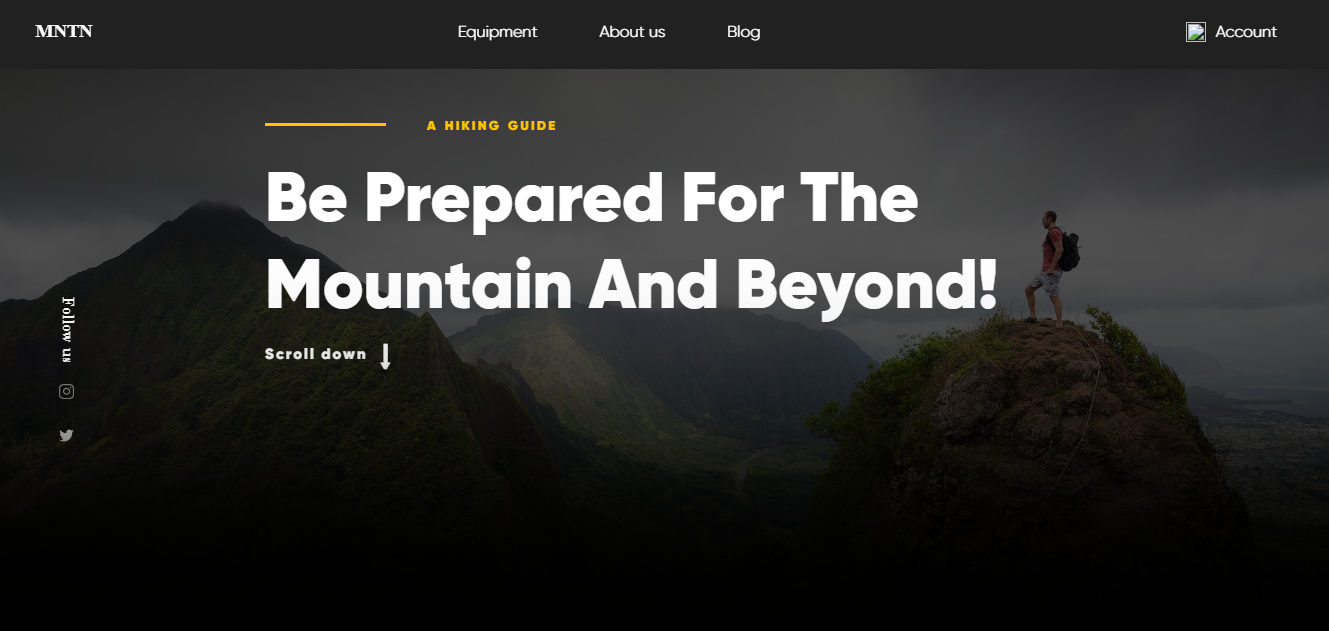 MNTN
Equipment
About us
Blog
Account
A HIKING GUIDE
Be Prepared For The
Mountain And Beyond!
Scroll down
Follow us